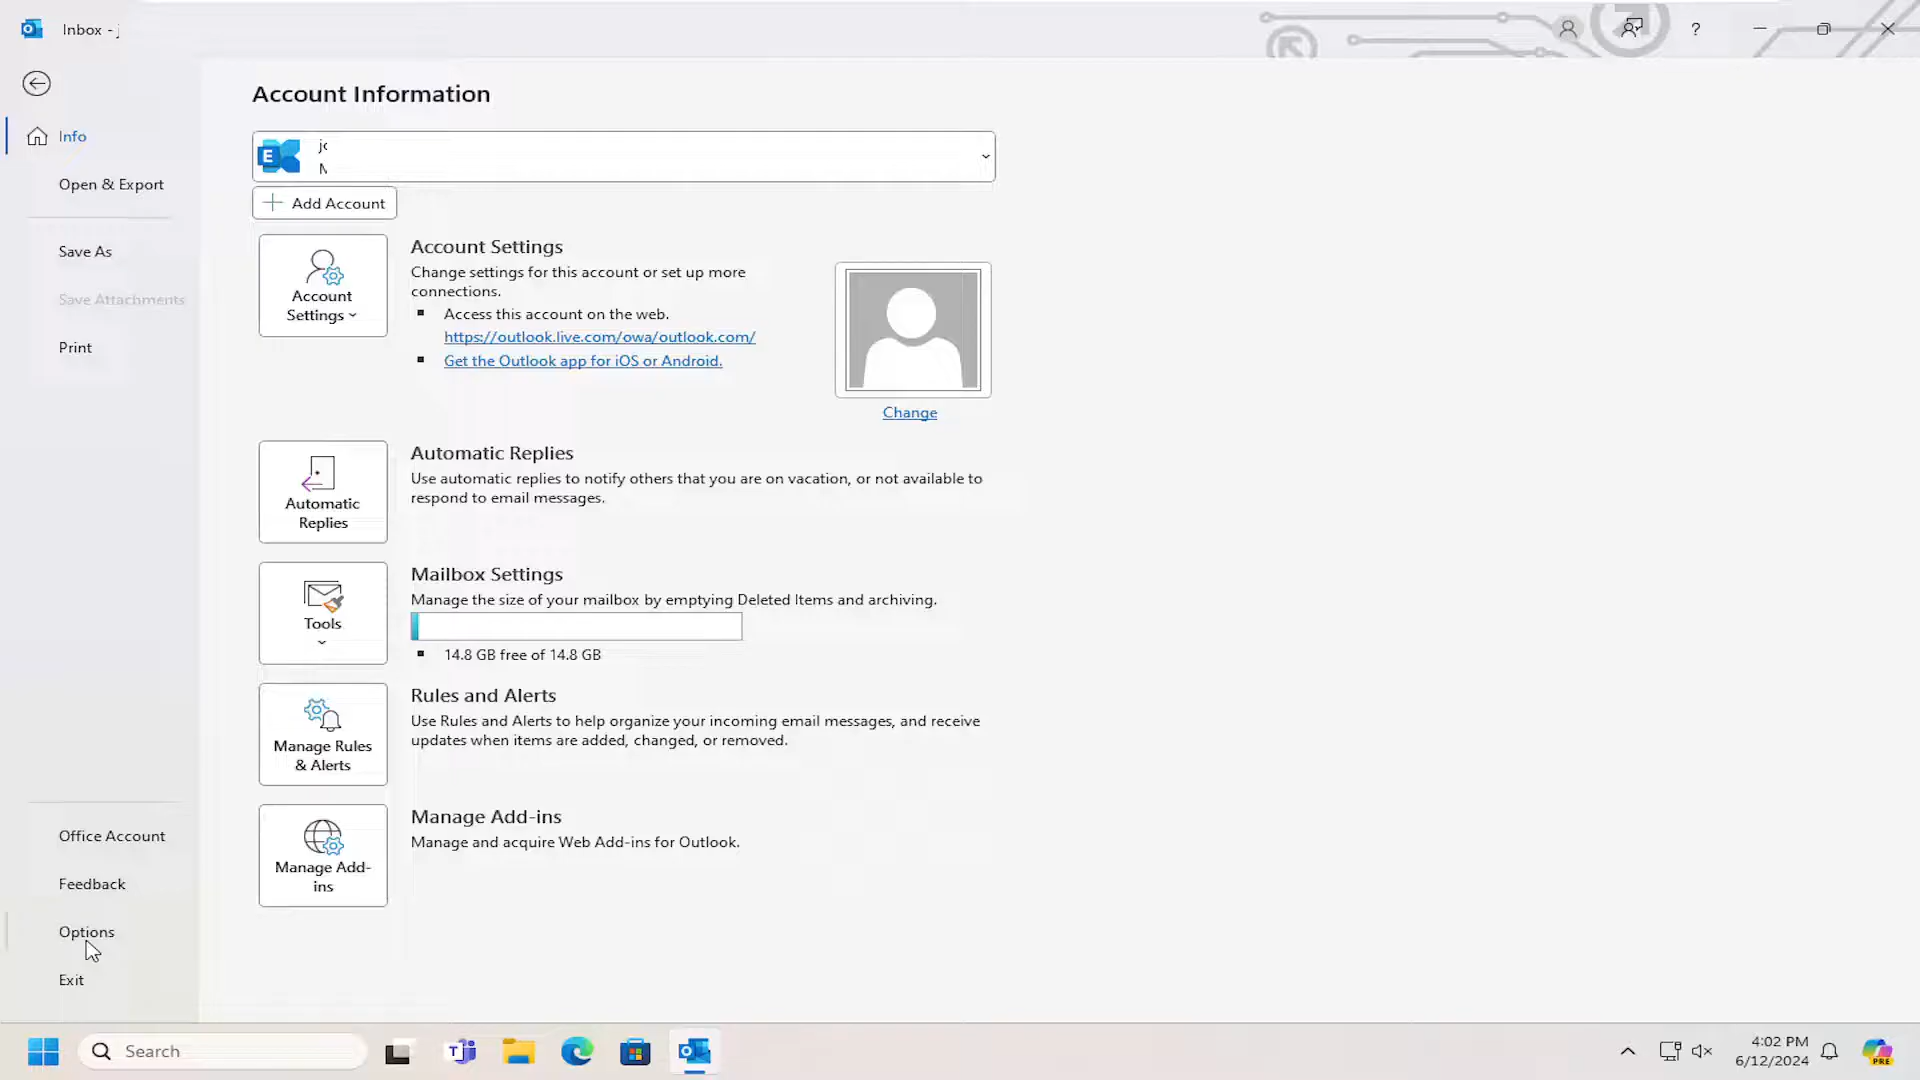 Inbox - j
Info
Open & Export
Save As
Save Attachments
Print
Office Account
Feedback
Options
Exit
Account Information
jc
Add Account
Account
Settings
Account Settings
Change settings for this account or set up more
connections.
Access this account on the web.
https://outlook.live.com/owa/outlook.com/
Get the Outlook app for iOS or Android.
Change
Automatic
Replies
Automatic Replies
Use automatic replies to notify others that you are on vacation, or not available to
respond to email messages.
Tools
Mailbox Settings
Manage the size of your mailbox by emptying Deleted Items and archiving.
14.8 GB free of 14.8 GB
Manage Rules
& Alerts
Rules and Alerts
Use Rules and Alerts to help organize your incoming email messages, and receive
updates when items are added, changed, or removed.
Manage Add-
ins
Manage Add-ins
Manage and acquire Web Add-ins for Outlook.
Search
4:02 PM
6/12/2024
PRE